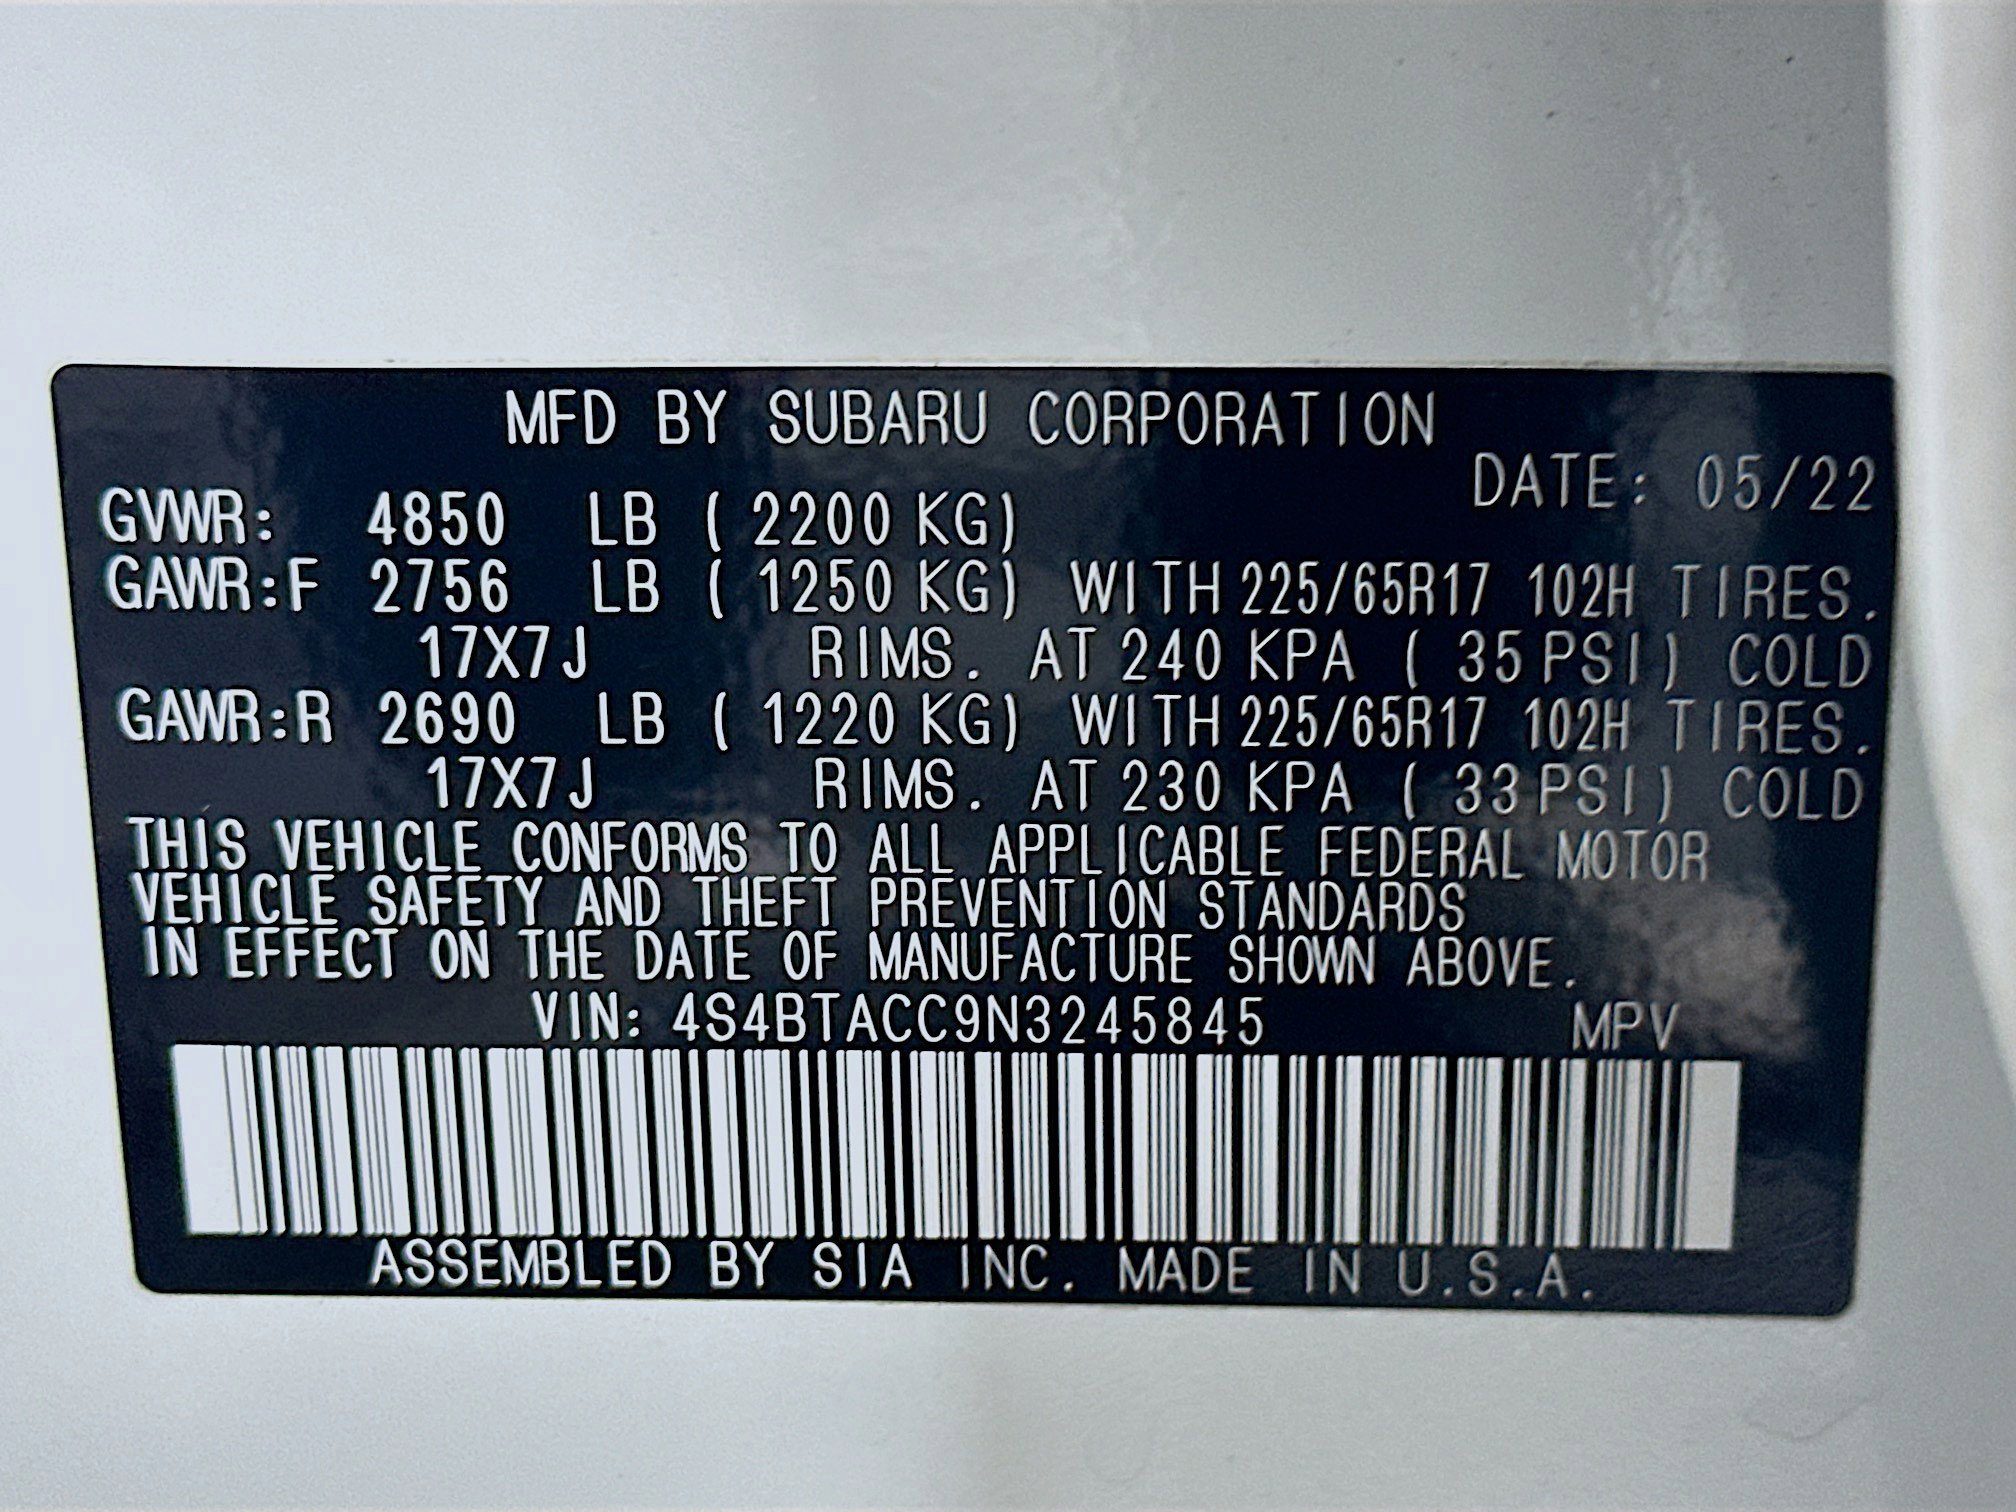 MFD BY SUBARU CORPORATION
DATE: 05/22
GVWR: 4850 LB ( 2200 KG)
GAWR:F 2756 LB ( 1250 KG) WITH 225/65R17 102H TIRES.
17X7J RIMS. AT 240 KPA ( 35 PSI) COLD
GAWR:R 2690 LB ( 1220 KG) WITH 225/65R17 102H TIRES.
17X7J RIMS. AT 230 KPA ( 33 PSI) COLD
THIS VEHICLE CONFORMS TO ALL APPLICABLE FEDERAL MOTOR
VEHICLE SAFETY AND THEFT PREVENTION STANDARDS
IN EFFECT ON THE DATE OF MANUFACTURE SHOWN ABOVE.
VIN: 4S4BTACC9N3245845 MPV
ASSEMBLED BY SIA INC. MADE IN U.S.A.